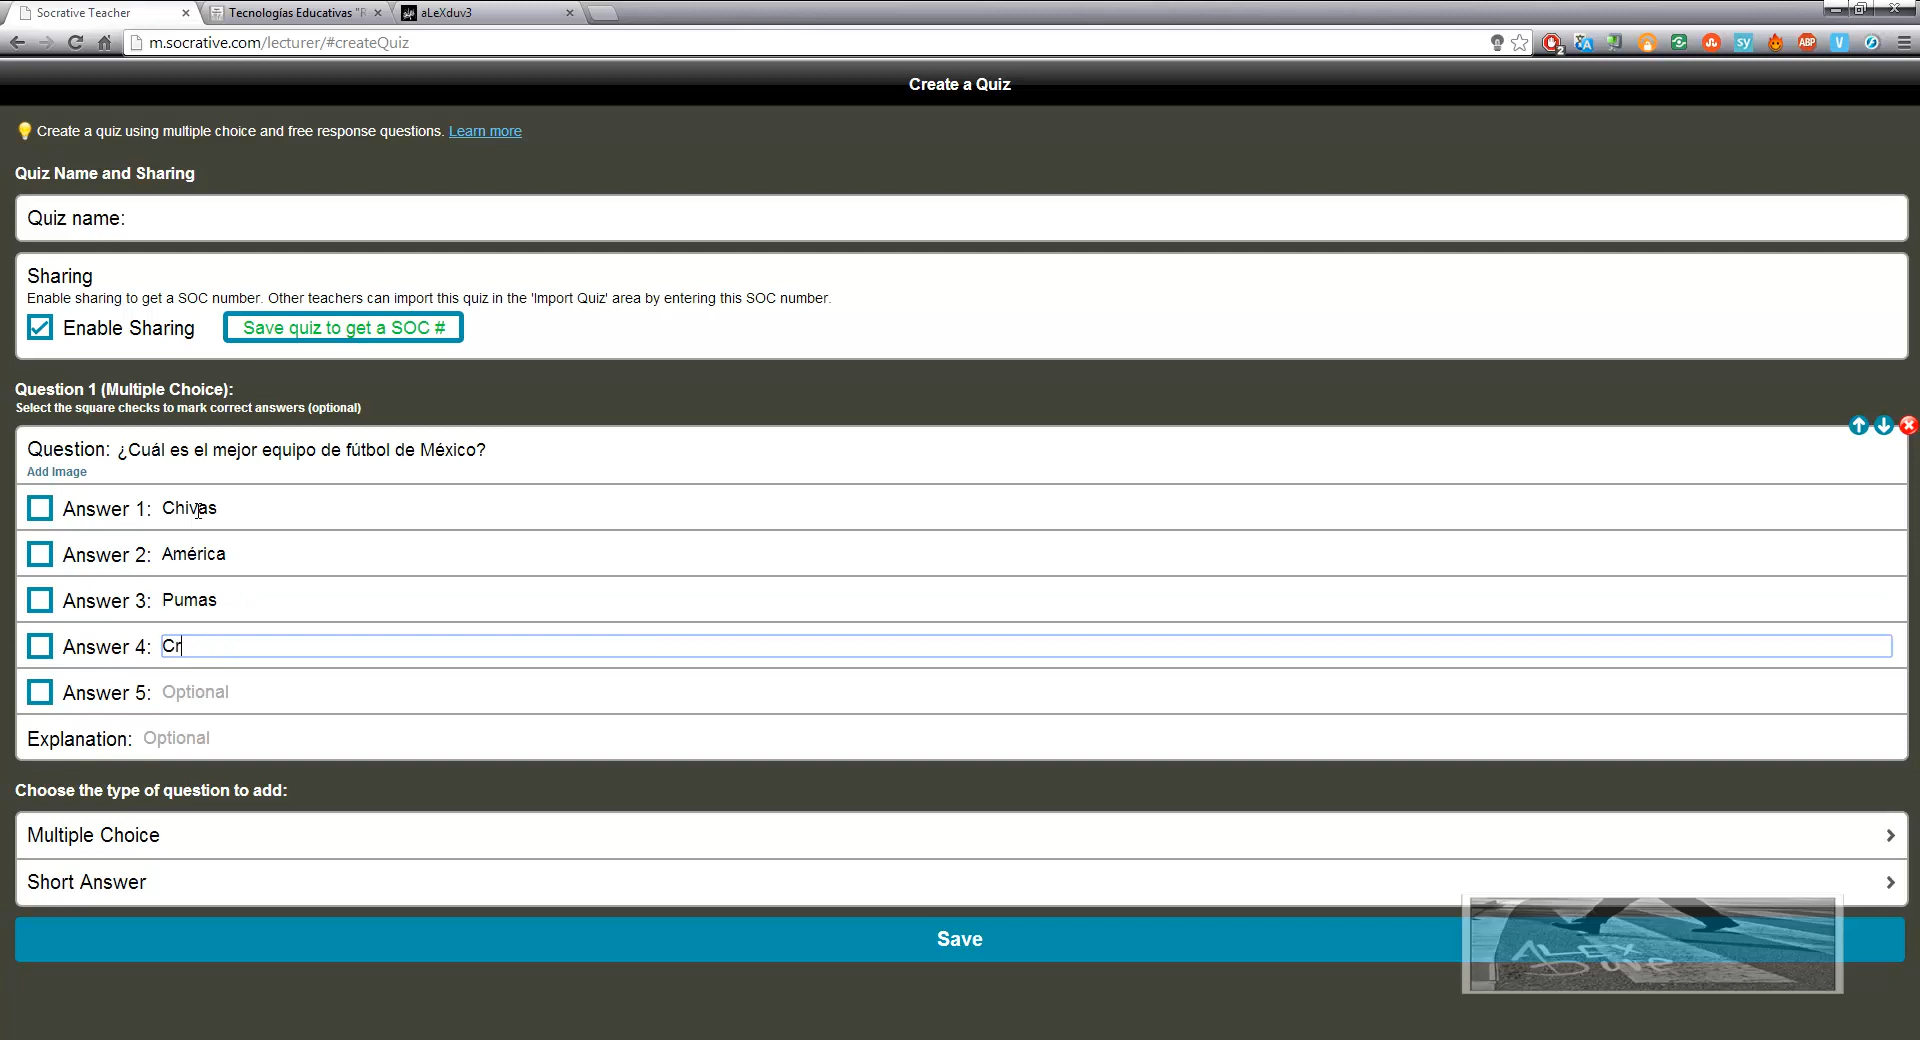 Socrative Teacher
Tecnologías Educativas "R
aLeXduv3
m.socrative.com/lecturer/#createQuiz
2
sy
ABP
V
Create a Quiz
Create a quiz using multiple choice and free response questions. Learn more
Quiz Name and Sharing
Quiz name:
Sharing
Enable sharing to get a SOC number. Other teachers can import this quiz in the 'Import Quiz' area by entering this SOC number.
Enable Sharing
Save quiz to get a SOC #
Question 1 (Multiple Choice):
Select the square checks to mark correct answers (optional)
Question: ¿Cuál es el mejor equipo de fútbol de México?
Add Image
Answer 1: Chivas
Answer 2: América
Answer 3: Pumas
Answer 4: Cr
Answer 5: Optional
Explanation: Optional
Choose the type of question to add:
Multiple Choice
Short Answer
Save
ALEX
Duve